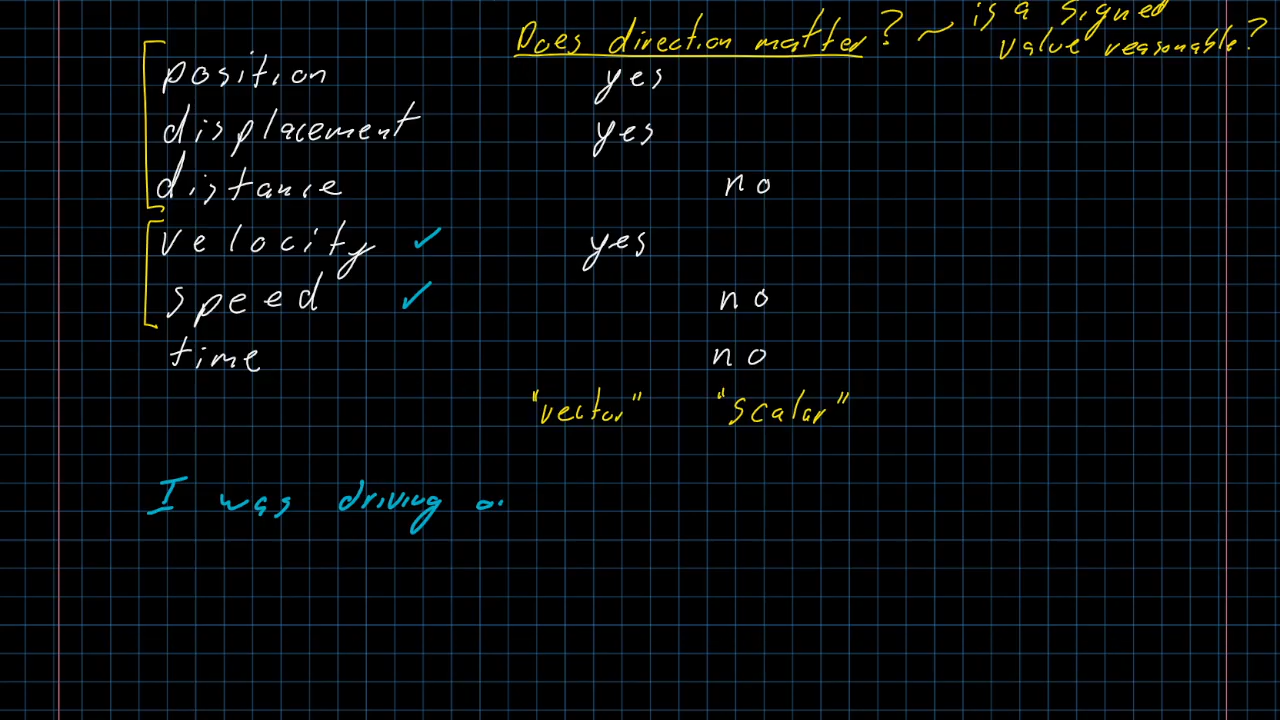 Does direction matter? ~ is a signed
value reasonable?
position yes
displacement yes
distance no
velocity ✓ yes
speed ✓ no
time no
"vector" "scalar"
I was driving